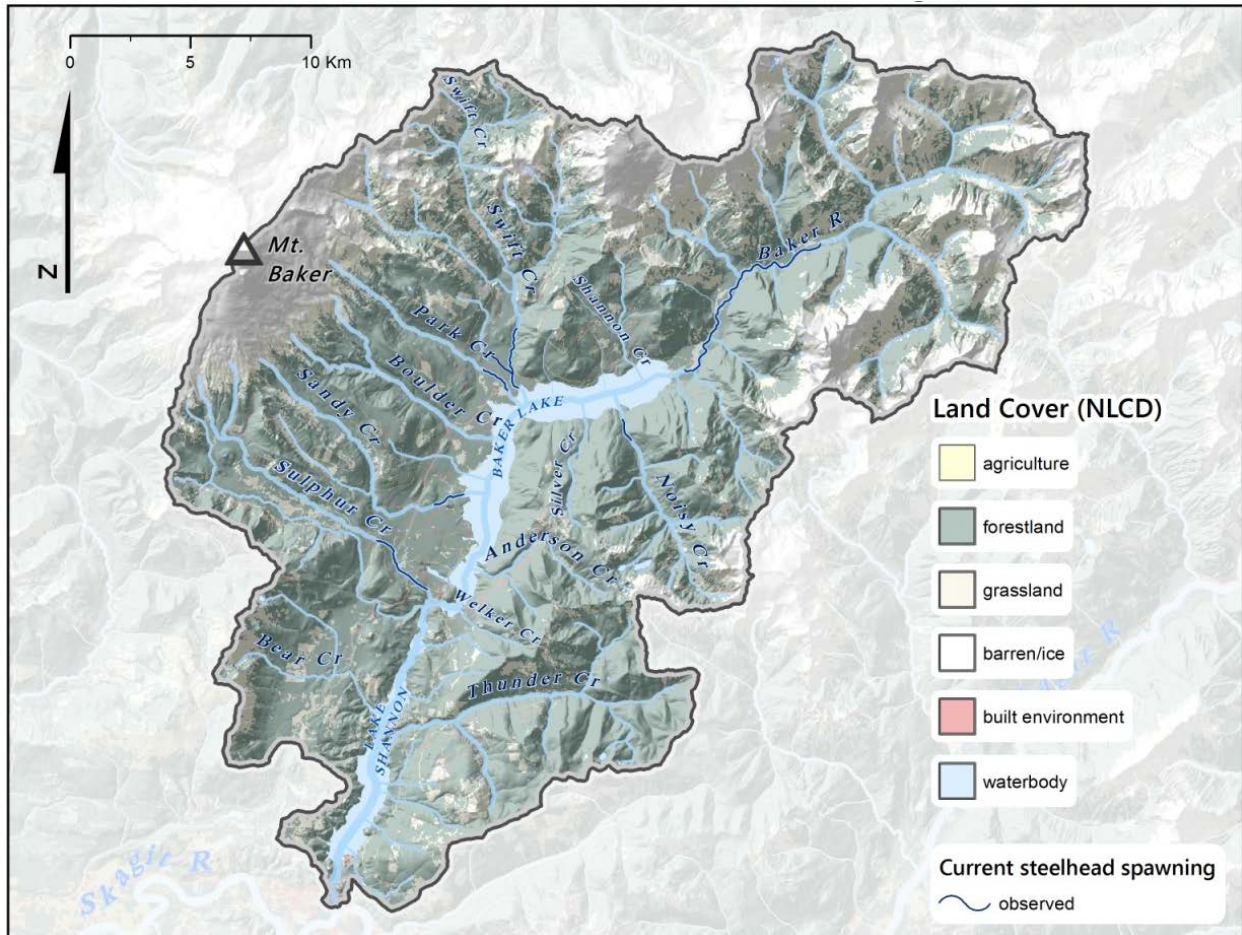 0 5 10 Km
N
Swift Cr
Swift Cr
Mt.
Baker
Baker R
Shannon Cr
Park Cr
Boulder Cr
BAKER LAKE
Sandy Cr
Sulphur Cr
Silver Cr
Noisy Cr
Anderson Cr
Welker Cr
Bear Cr
Thunder Cr
LAKE
SHANNON
Skagit R
Land Cover (NLCD)
agriculture
forestland
grassland
barren/ice
built environment
waterbody
Current steelhead spawning
observed